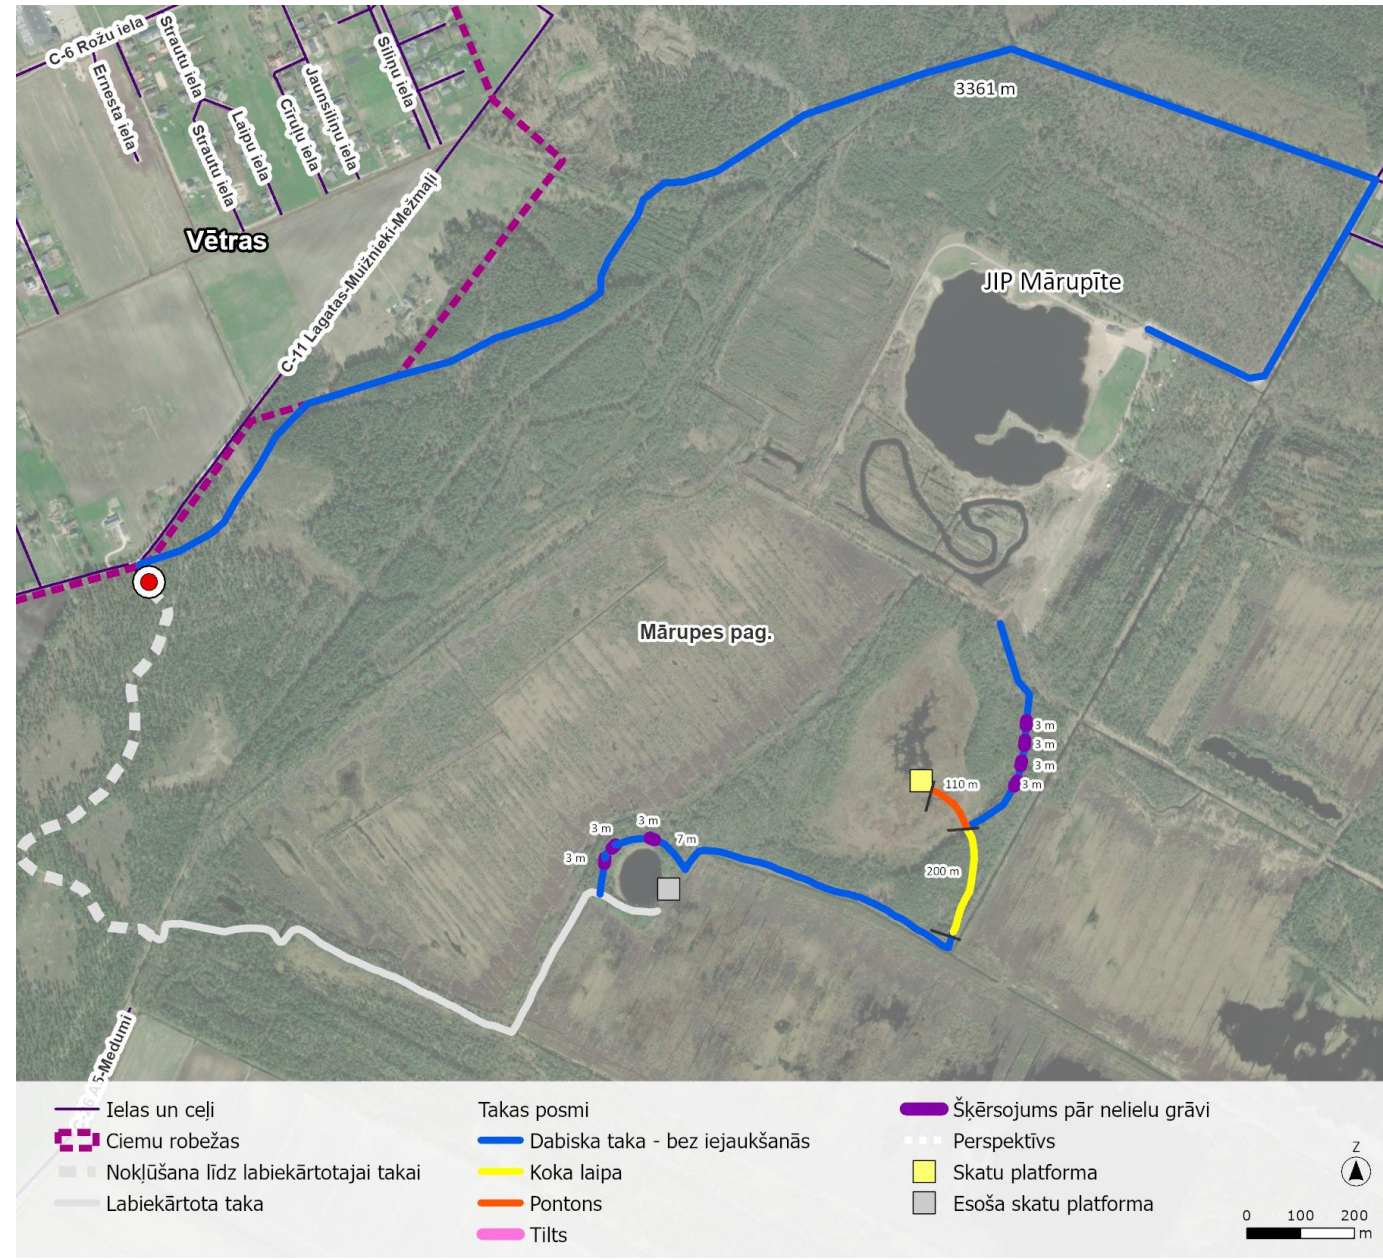 C-6 Rožu iela
Ernesta iela
Strautu iela
Strautu iela
Laipu iela
Cīruļu iela
Jaunsiliņu iela
Siliņu iela
3361 m
Vētras
C-11 Lagatas-Muižnieki-Mežmaļi
JIP Mārupīte
Mārupes pag.
3 m
3 m
3 m
3 m
110 m
200 m
3 m
3 m
3 m
7 m
A5-Medumi
Ielas un ceļi
Ciemu robežas
Nokļūšana līdz labiekārtotajai takai
Labiekārtota taka
Takas posmi
Dabiska taka - bez iejaukšanās
Koka laipa
Pontons
Tilts
Šķērsojums pār nelielu grāvi
Perspektīvs
Skatu platforma
Esoša skatu platforma
Z
0 100 200
m